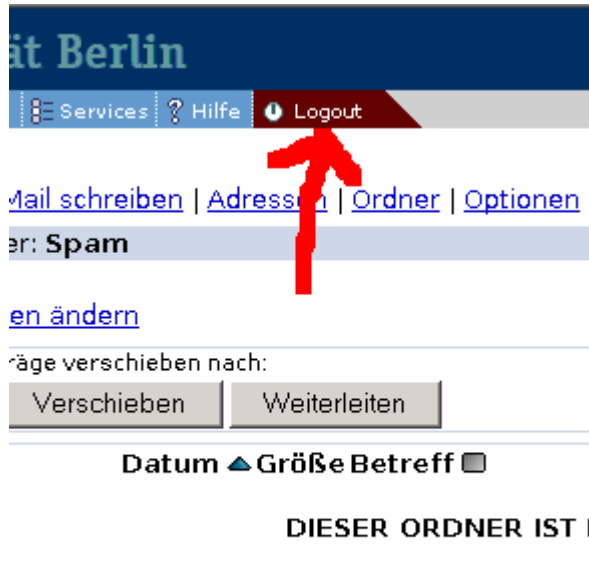 ät Berlin
Services ? Hilfe Logout
Mail schreiben | Adressen | Ordner | Optionen
er: Spam
en ändern
räge verschieben nach:
Verschieben Weiterleiten
Datum Größe Betreff
DIESER ORDNER IST